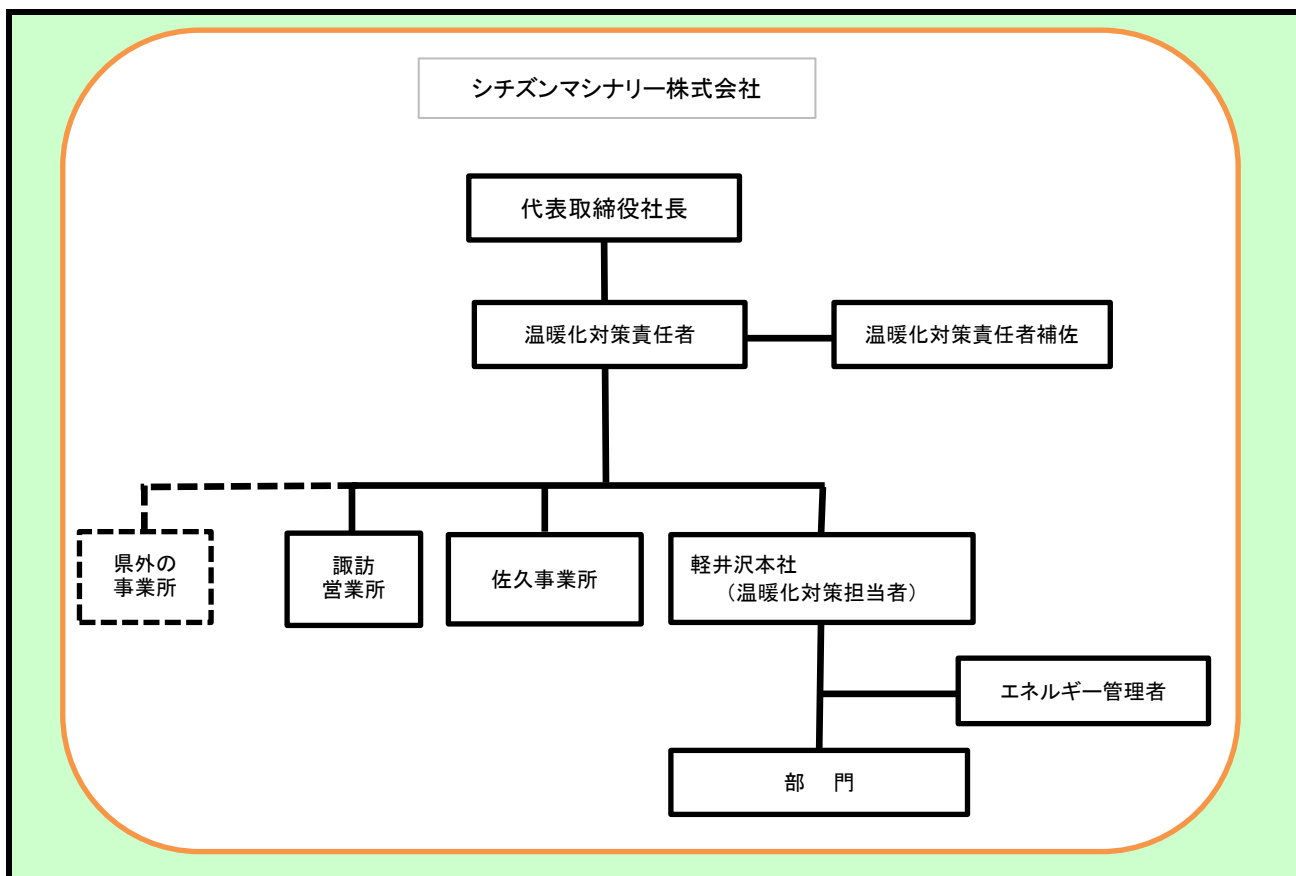 シチズンマシナリー株式会社
代表取締役社長
温暖化対策責任者
温暖化対策責任者補佐
県外の
事業所
諏訪
営業所
佐久事業所
軽井沢本社
（温暖化対策担当者）
エネルギー管理者
部　門